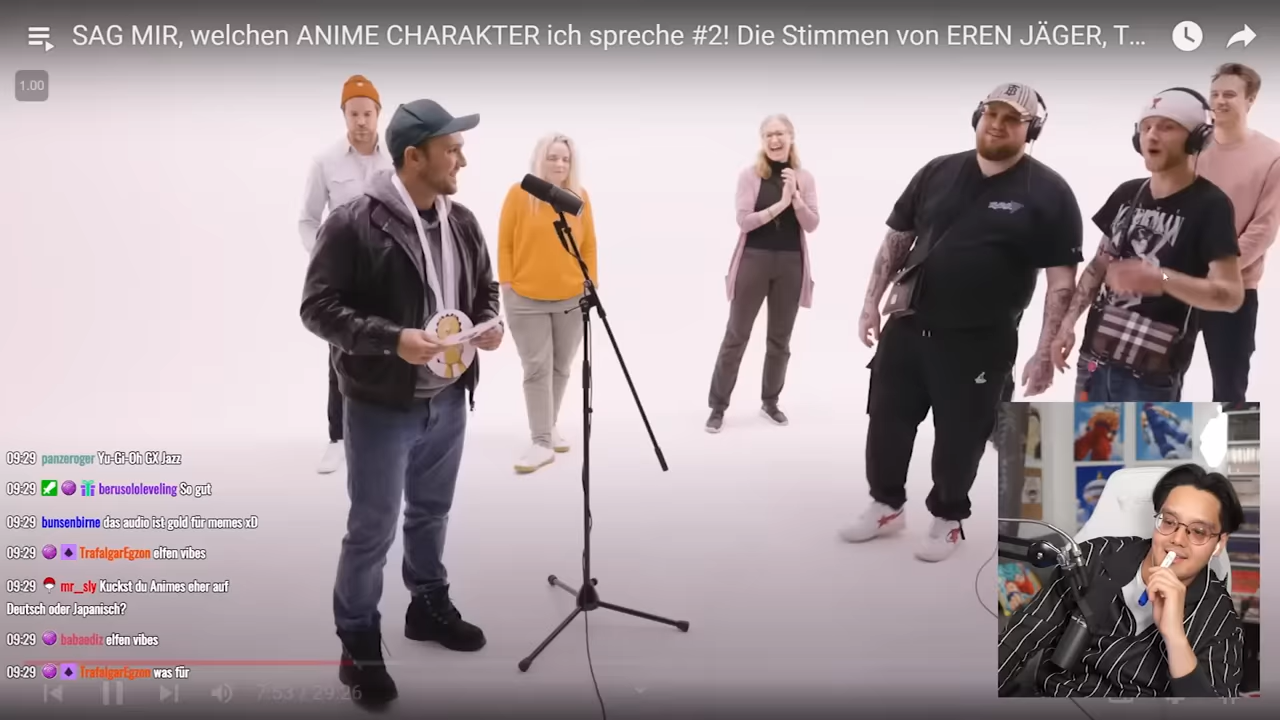 SAG MIR, welchen ANIME CHARAKTER ich spreche #2! Die Stimmen von EREN JÄGER, T...
1.00
09:29 panzeroger Yu-Gi-Oh GX Jazz
09:29 berusololeveling So gut
09:29 bunsenbirne das audio ist gold für memes xD
09:29 TrafalgarEgzon elfen vibes
09:29 mr__sly Kuckst du Animes eher auf
Deutsch oder Japanisch?
09:29 babaediz elfen vibes
09:29 TrafalgarEgzon was für
7:53 / 29:26